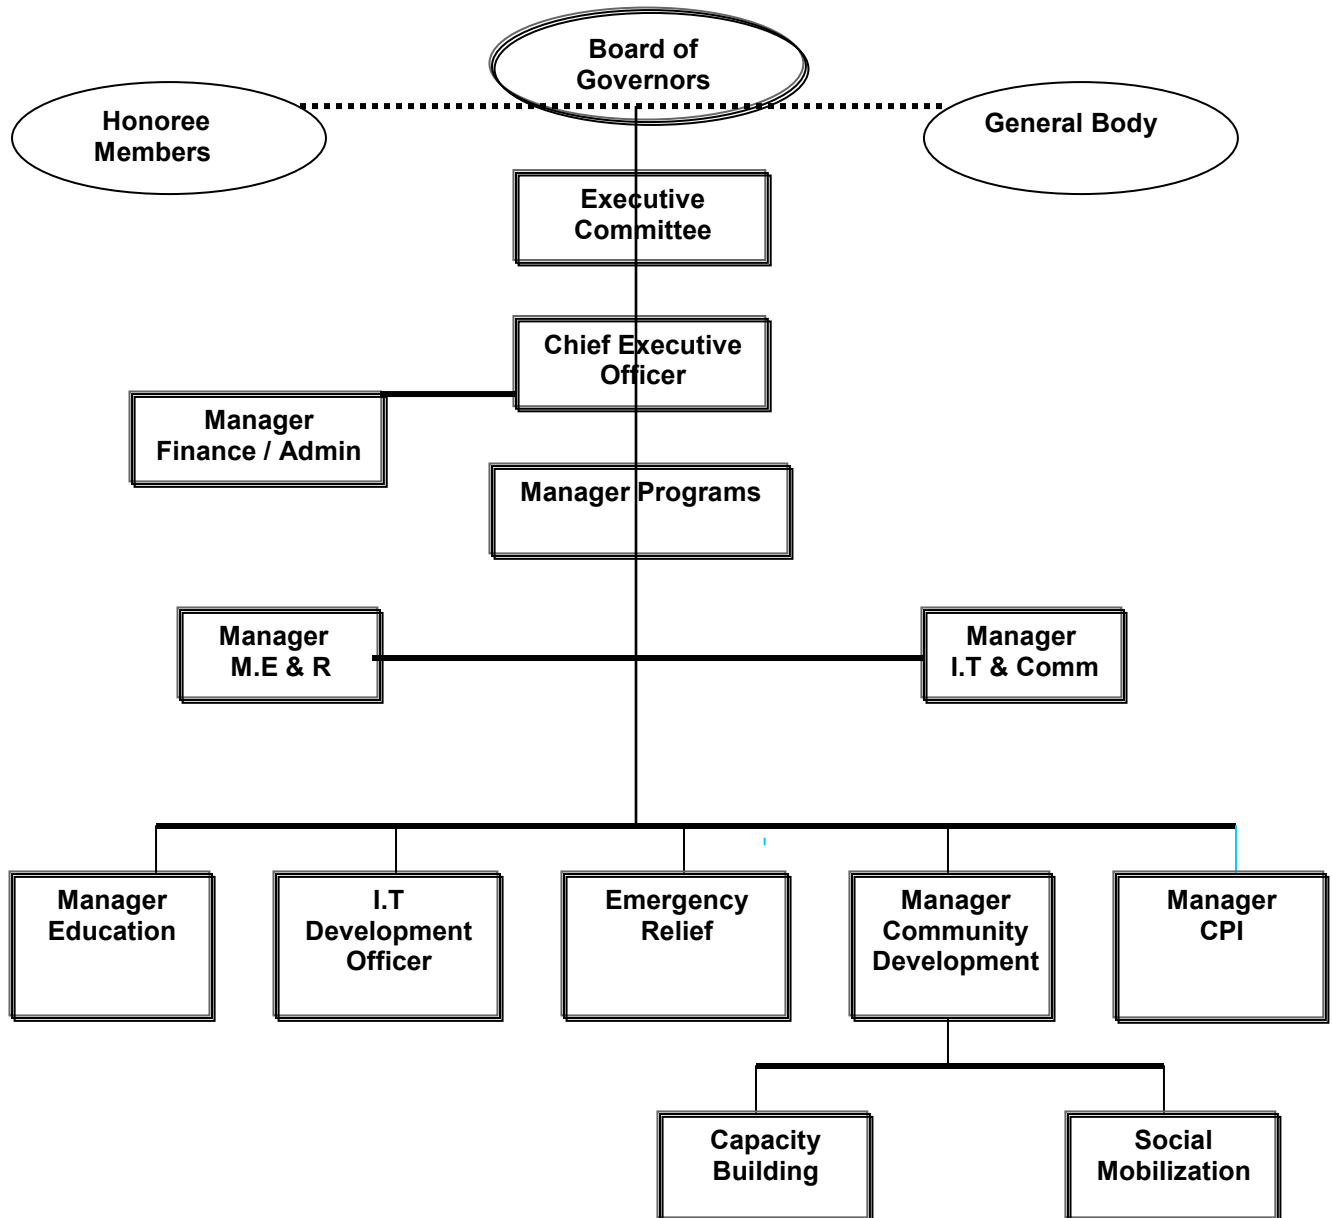 Board of
Governors
Honoree
Members
General Body
Executive
Committee
Chief Executive
Officer
Manager
Finance / Admin
Manager Programs
Manager
M.E & R
Manager
I.T & Comm
Manager
Education
I.T
Development
Officer
Emergency
Relief
Manager
Community
Development
Manager
CPI
Capacity
Building
Social
Mobilization